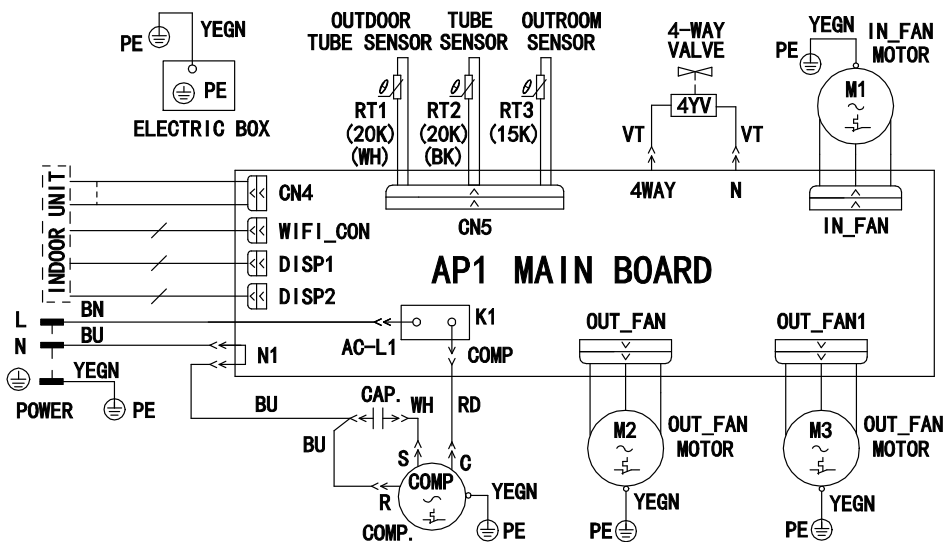 OUTDOOR
TUBE SENSOR
TUBE
SENSOR
OUTROOM
SENSOR
4-WAY
VALVE
YEGN
PE
PE
ELECTRIC BOX
θ
RT1
(20K)
(WH)
θ
RT2
(20K)
(BK)
θ
RT3
(15K)
4YV
VT
VT
4WAY
N
YEGN
PE
IN_FAN
MOTOR
M1
IN_FAN
INDOOR UNIT
CN4
WIFI_CON
DISP1
DISP2
CN5
AP1 MAIN BOARD
L
BN
N
BU
YEGN
POWER
PE
N1
AC-L1
K1
COMP
OUT_FAN
OUT_FAN1
BU
CAP.
WH
RD
BU
S
C
R
COMP
COMP.
YEGN
PE
M2
OUT_FAN
MOTOR
YEGN
PE
M3
OUT_FAN
MOTOR
YEGN
PE